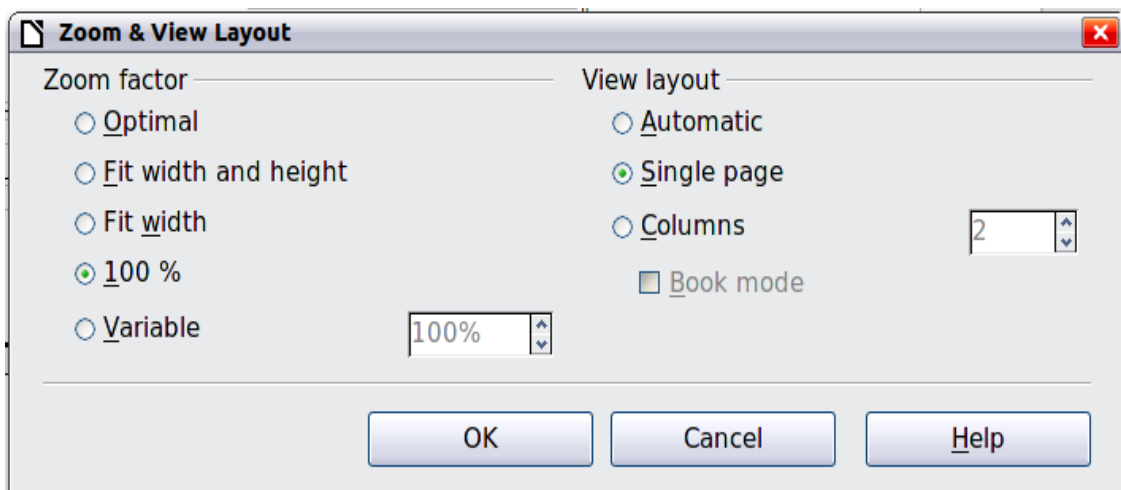 Zoom & View Layout
Zoom factor
Optimal
Fit width and height
Fit width
100 %
Variable
100%
View layout
Automatic
Single page
Columns
2
Book mode
OK
Cancel
Help